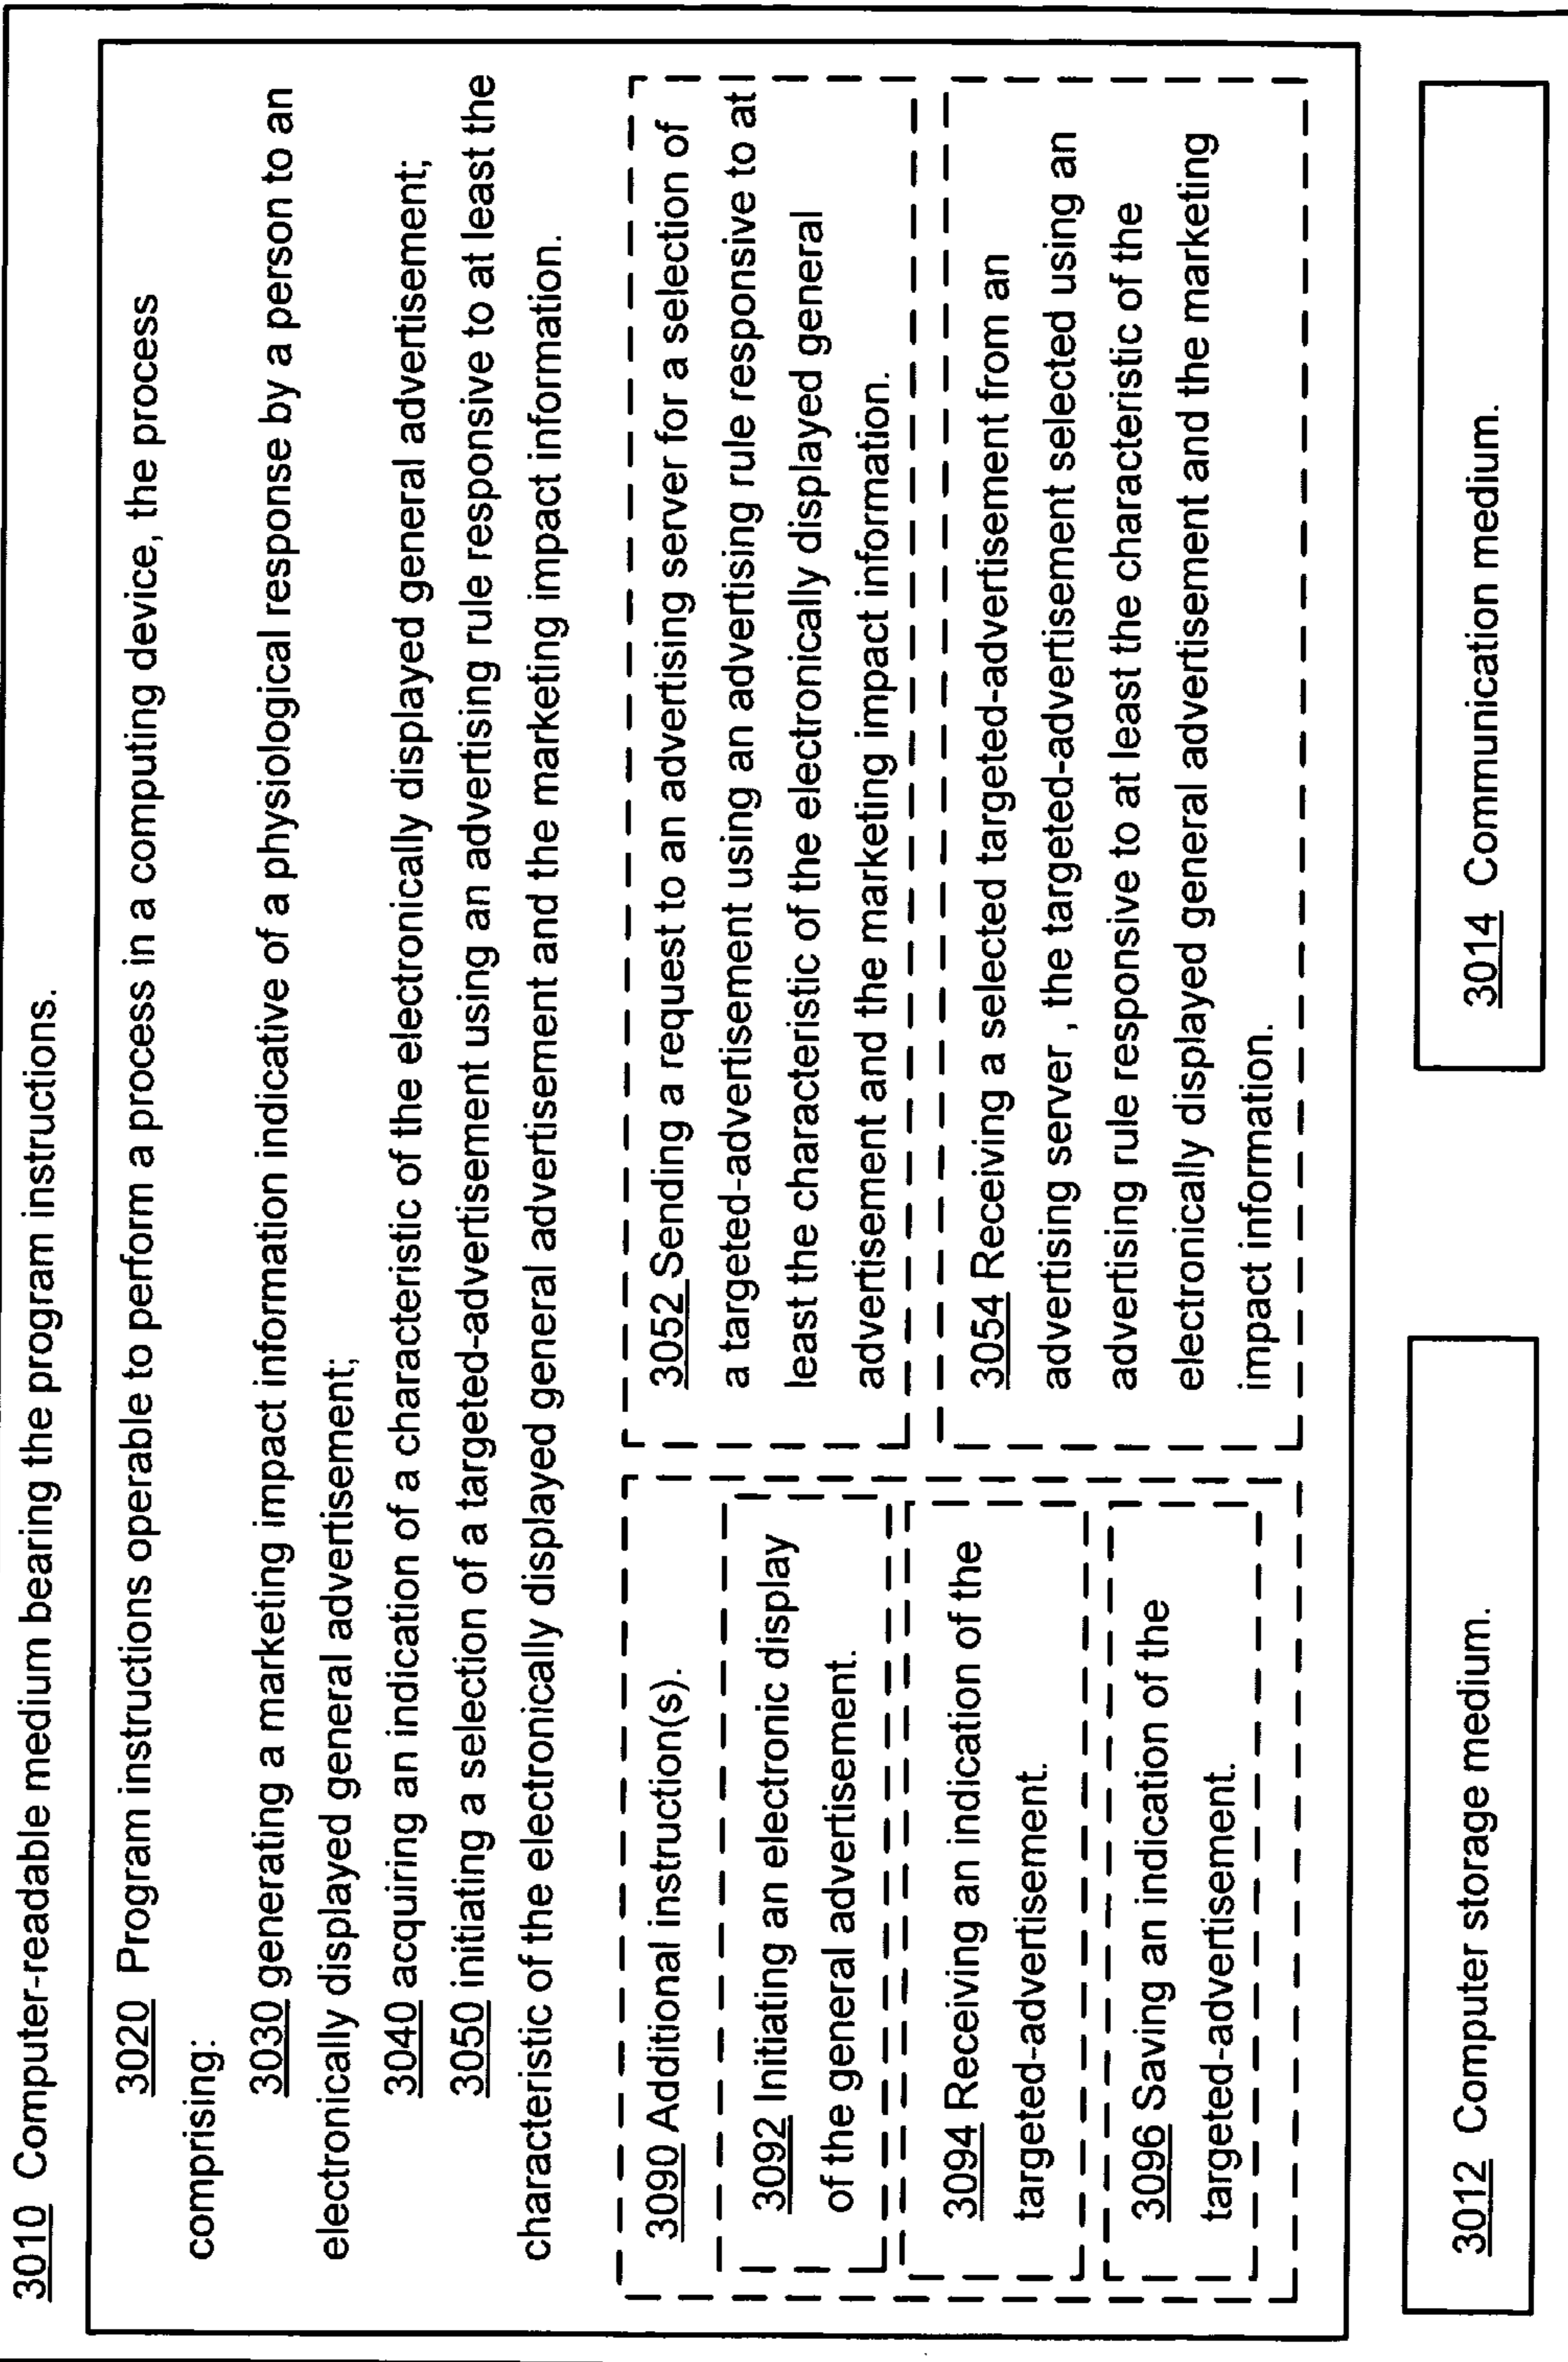 3010 Computer-readable medium bearing the program instructions.
3020 Program instructions operable to perform a process in a computing device, the process
comprising:
3030 generating a marketing impact information indicative of a physiological response by a person to an
electronically displayed general advertisement;
3040 acquiring an indication of a characteristic of the electronically displayed general advertisement;
3050 initiating a selection of a targeted-advertisement using an advertising rule responsive to at least the
characteristic of the electronically displayed general advertisement and the marketing impact information.
3090 Additional instruction(s).
3092 Initiating an electronic display
of the general advertisement.
3094 Receiving an indication of the
targeted-advertisement.
3096 Saving an indication of the
targeted-advertisement.
3052 Sending a request to an advertising server for a selection of
a targeted-advertisement using an advertising rule responsive to at
least the characteristic of the electronically displayed general
advertisement and the marketing impact information.
3054 Receiving a selected targeted-advertisement from an
advertising server , the targeted-advertisement selected using an
advertising rule responsive to at least the characteristic of the
electronically displayed general advertisement and the marketing
impact information.
3012 Computer storage medium.
3014 Communication medium.